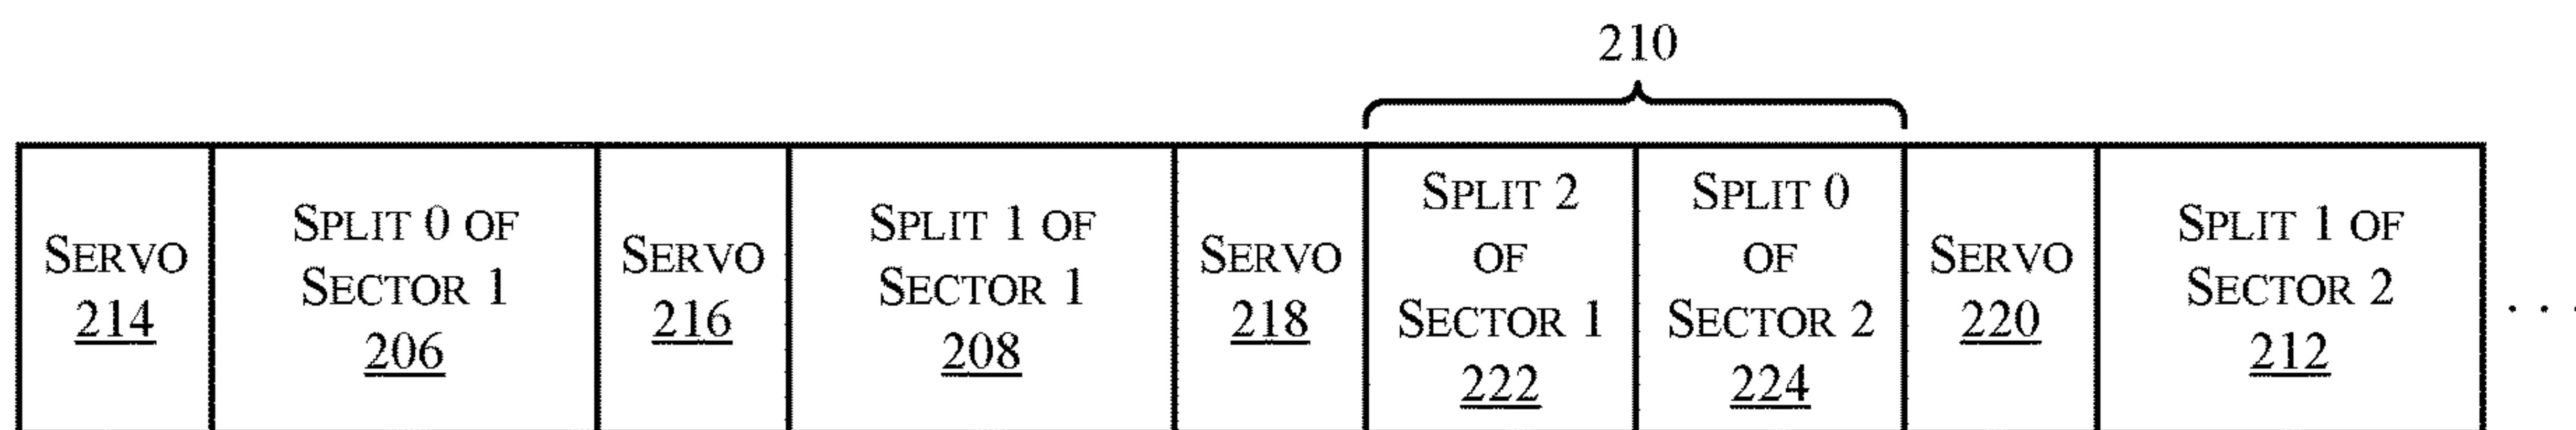 210
SERVO
214
SPLIT 0 OF
SECTOR 1
206
SERVO
216
SPLIT 1 OF
SECTOR 1
208
SERVO
218
SPLIT 2
OF
SECTOR 1
222
SPLIT 0
OF
SECTOR 2
224
SERVO
220
SPLIT 1 OF
SECTOR 2
212
. . .